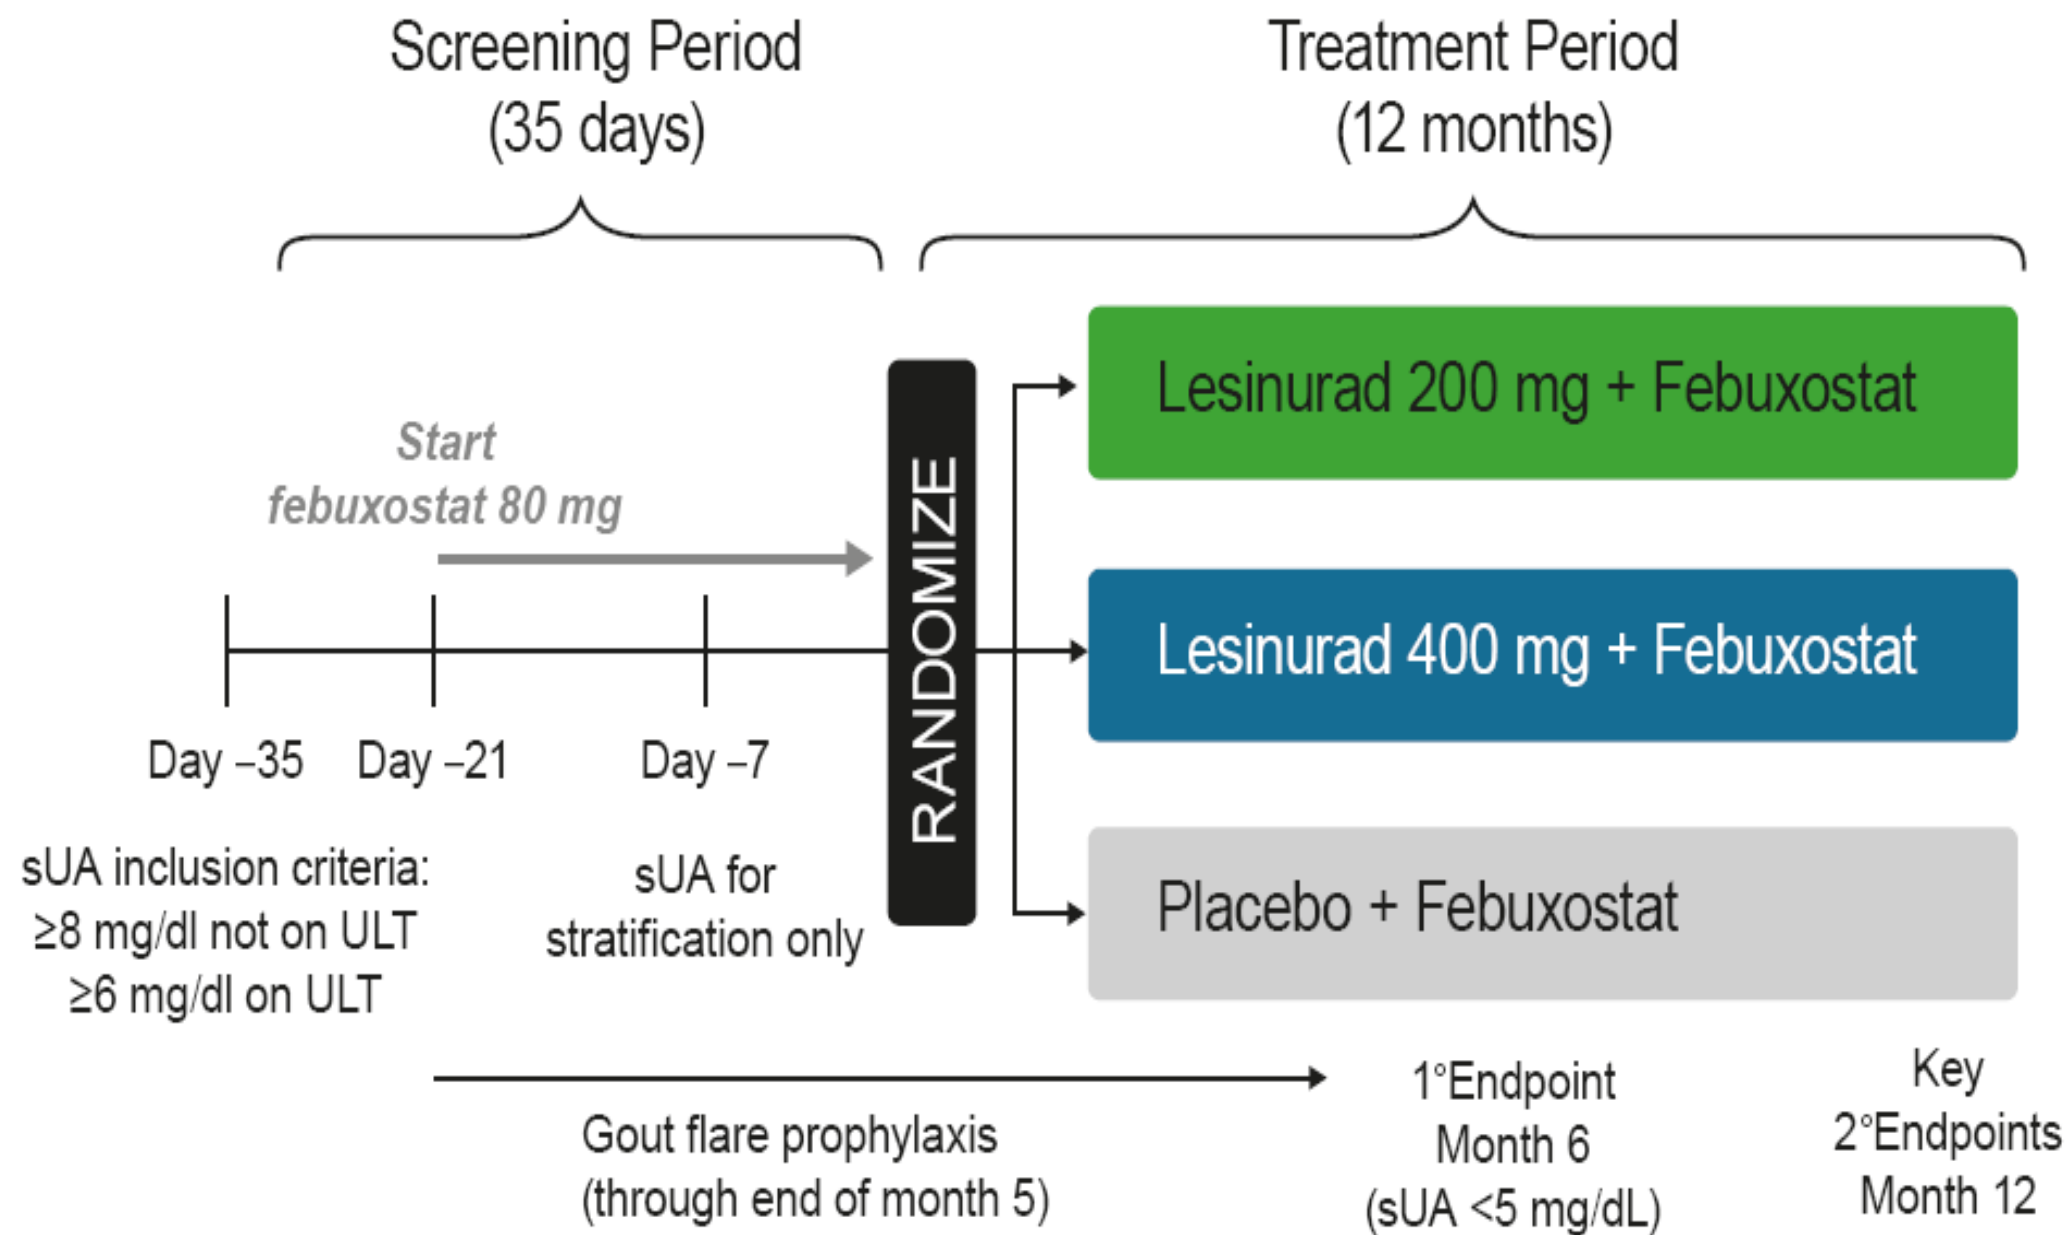 Screening Period
(35 days)
Treatment Period
(12 months)
Start
febuxostat 80 mg
Day –35
Day –21
Day –7
sUA inclusion criteria:
≥8 mg/dl not on ULT
≥6 mg/dl on ULT
sUA for
stratification only
RANDOMIZE
Lesinurad 200 mg + Febuxostat
Lesinurad 400 mg + Febuxostat
Placebo + Febuxostat
Gout flare prophylaxis
(through end of month 5)
1°Endpoint
Month 6
(sUA <5 mg/dL)
Key
2°Endpoints
Month 12